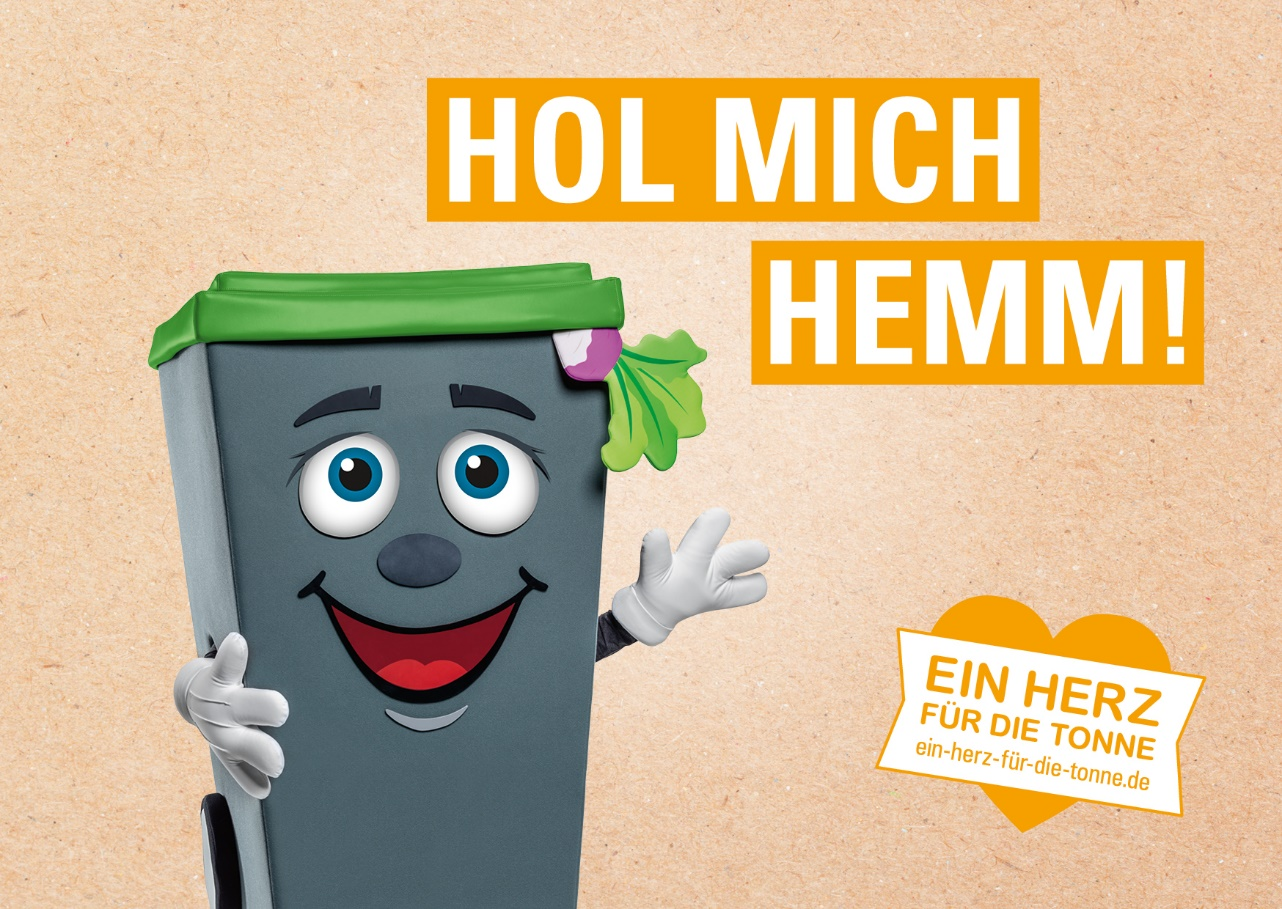 HOL MICH
HEMM!
EIN HERZ
FÜR DIE TONNE
ein-herz-für-die-tonne.de